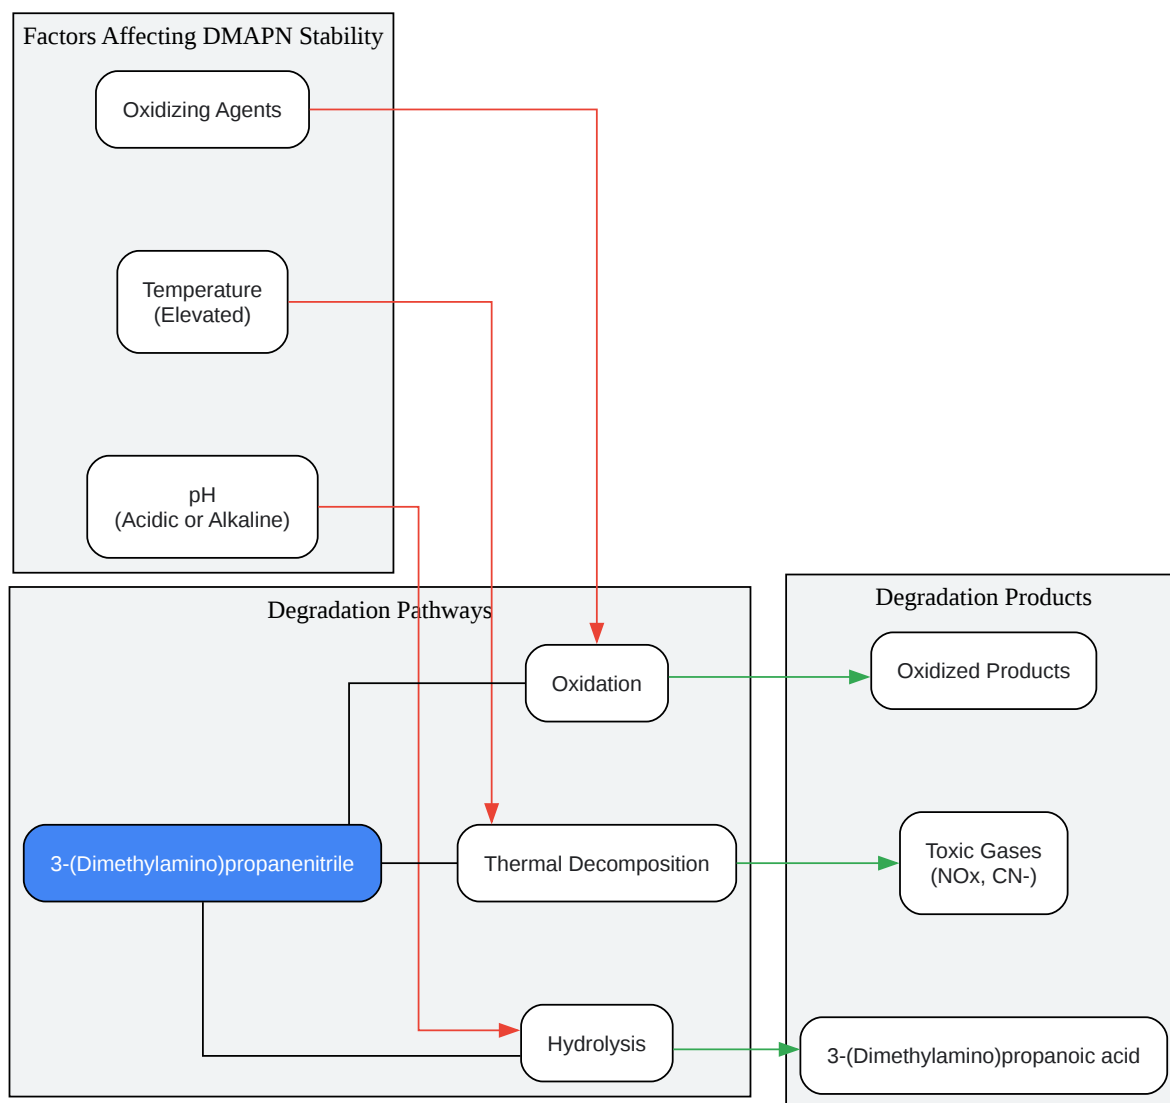 Factors Affecting DMAPN Stability
Oxidizing Agents
Temperature
(Elevated)
pH
(Acidic or Alkaline)
Degradation Pathways
Oxidation
3-(Dimethylamino)propanenitrile
Thermal Decomposition
Hydrolysis
Degradation Products
Oxidized Products
Toxic Gases
(NOx, CN-)
3-(Dimethylamino)propanoic acid